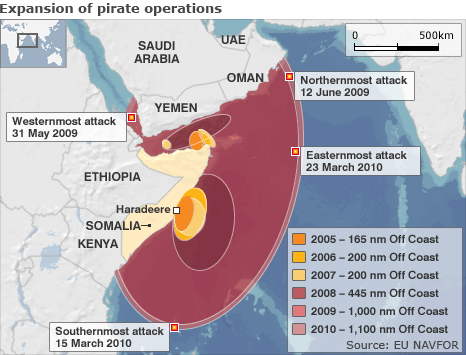 Expansion of pirate operations
0 500km
UAE
SAUDI
ARABIA
OMAN
Northernmost attack
12 June 2009
YEMEN
Westernmost attack
31 May 2009
Easternmost attack
23 March 2010
ETHIOPIA
Haradeere
SOMALIA
KENYA
2005 – 165 nm Off Coast
2006 – 200 nm Off Coast
2007 – 200 nm Off Coast
2008 – 445 nm Off Coast
2009 – 1,000 nm Off Coast
2010 – 1,100 nm Off Coast
Southernmost attack
15 March 2010
Source: EU NAVFOR